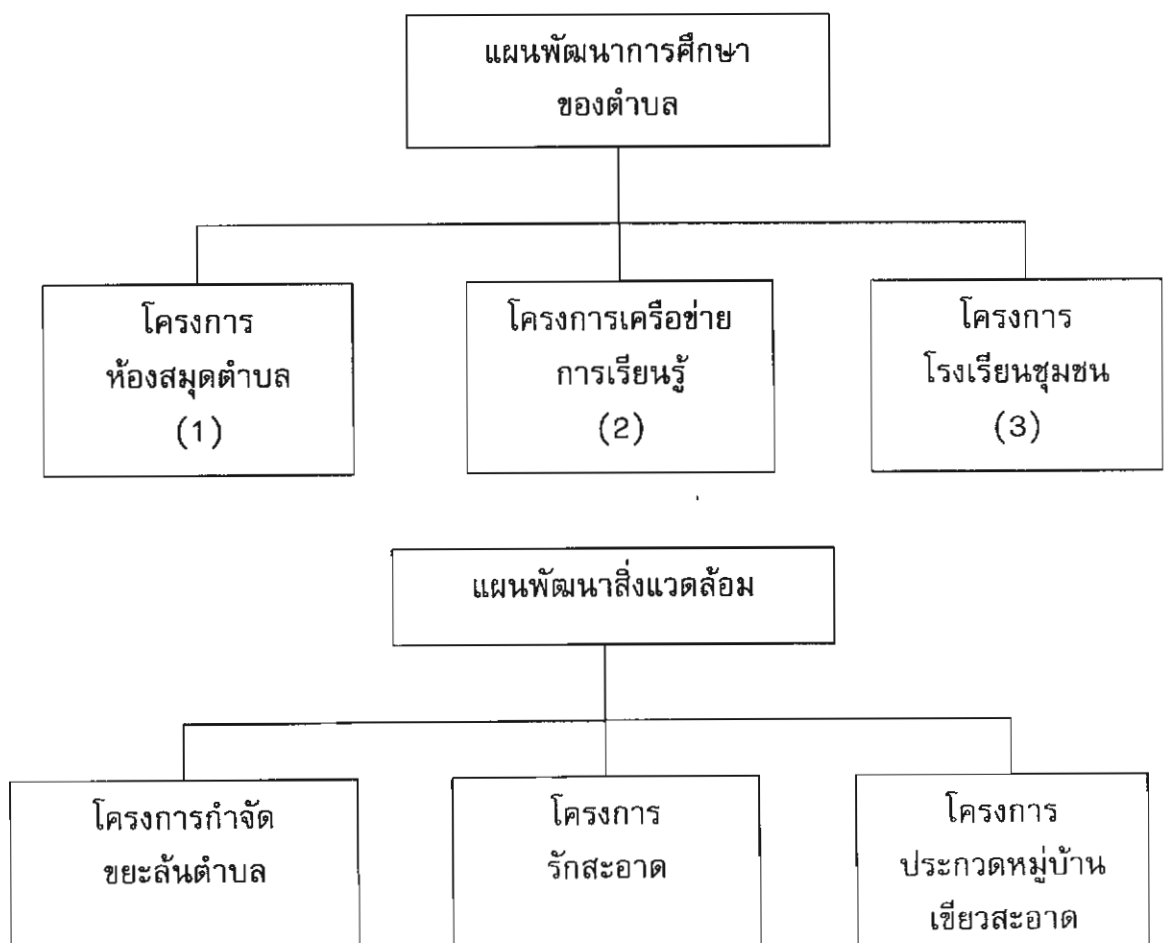 แผนพัฒนาการศึกษา
ของตำบล
โครงการ
ห้องสมุดตำบล
(1)
โครงการเครือข่าย
การเรียนรู้
(2)
โครงการ
โรงเรียนชุมชน
(3)
แผนพัฒนาสิ่งแวดล้อม
โครงการกำจัด
ขยะล้นตำบล
โครงการ
รักสะอาด
โครงการ
ประกวดหมู่บ้าน
เขียวสะอาด